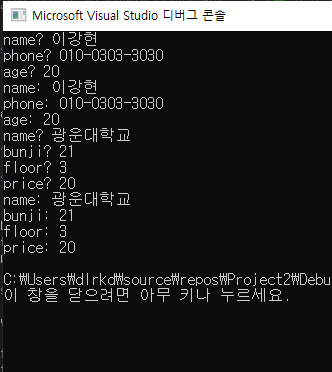 Microsoft Visual Studio 디버그 콘솔
name? 이강현
phone? 010-0303-3030
age? 20
name: 이강현
phone: 010-0303-3030
age: 20
name? 광운대학교
bunji? 21
floor? 3
price? 20
name: 광운대학교
bunji: 21
floor: 3
price: 20
C:₩Users₩dlrkd₩source₩repos₩Project2₩Debu
이 창을 닫으려면 아무 키나 누르세요.